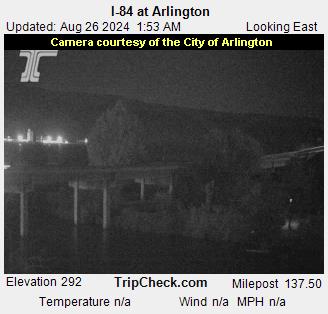 I-84 at Arlington
Updated: Aug 26 2024 1:53 AM Looking East
Camera courtesy of the City of Arlington
Elevation 292 TripCheck.com Milepost 137.50
Temperature n/a Wind n/a MPH n/a